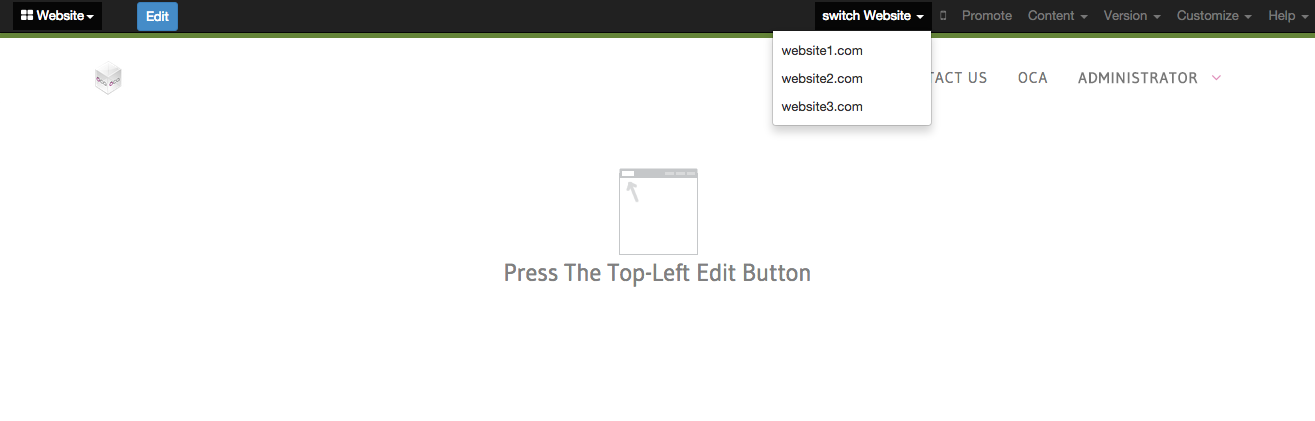 Website
Edit
switch Website
Promote
Content
Version
Customize
Help
website1.com
website2.com
website3.com
TACT US
OCA
ADMINISTRATOR
Press The Top-Left Edit Button